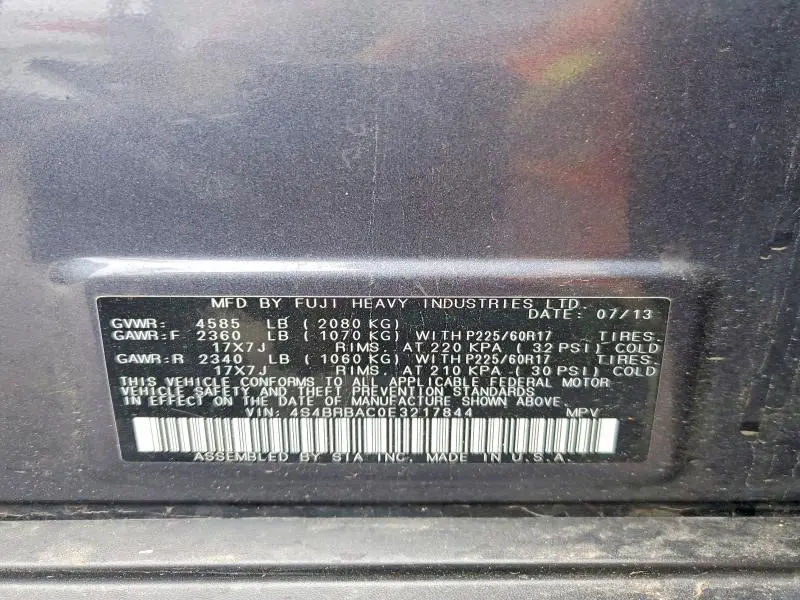 MFD BY FUJI HEAVY INDUSTRIES LTD.
DATE: 07/13
GVWR: 4585 LB ( 2080 KG)
GAWR:F 2360 LB ( 1070 KG) WITH P225/60R17 TIRES.
17X7J RIMS. AT 220 KPA ( 32 PSI) COLD
GAWR:R 2340 LB ( 1060 KG) WITH P225/60R17 TIRES.
17X7J RIMS. AT 210 KPA ( 30 PSI) COLD
THIS VEHICLE CONFORMS TO ALL APPLICABLE FEDERAL MOTOR
VEHICLE SAFETY AND THEFT PREVENTION STANDARDS
IN EFFECT ON THE DATE OF MANUFACTURE SHOWN ABOVE.
VIN: 4S4BRBAC0E3217844 MPV
ASSEMBLED BY SIA INC. MADE IN U.S.A